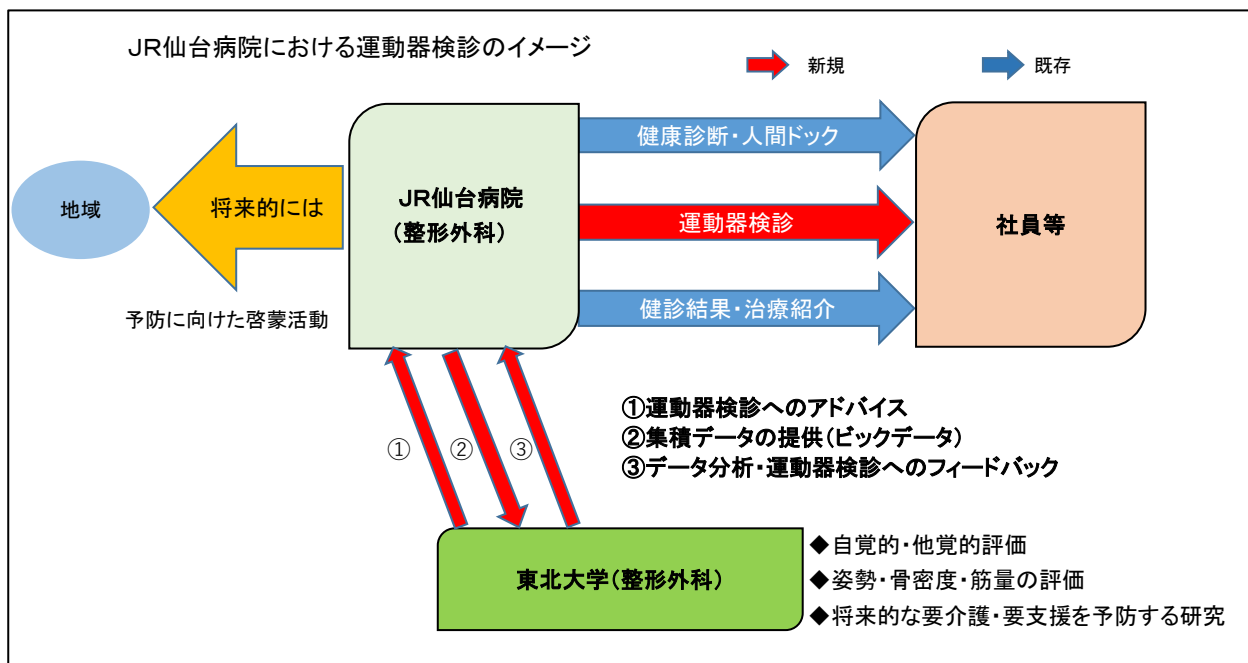 JR仙台病院における運動器検診のイメージ
新規
既存
健康診断・人間ドック
地域
将来的には
JR仙台病院
(整形外科)
運動器検診
社員等
健診結果・治療紹介
予防に向けた啓蒙活動
①運動器検診へのアドバイス
②集積データの提供(ビックデータ)
③データ分析・運動器検診へのフィードバック
①
②
③
東北大学(整形外科)
◆自覚的・他覚的評価
◆姿勢・骨密度・筋量の評価
◆将来的な要介護・要支援を予防する研究